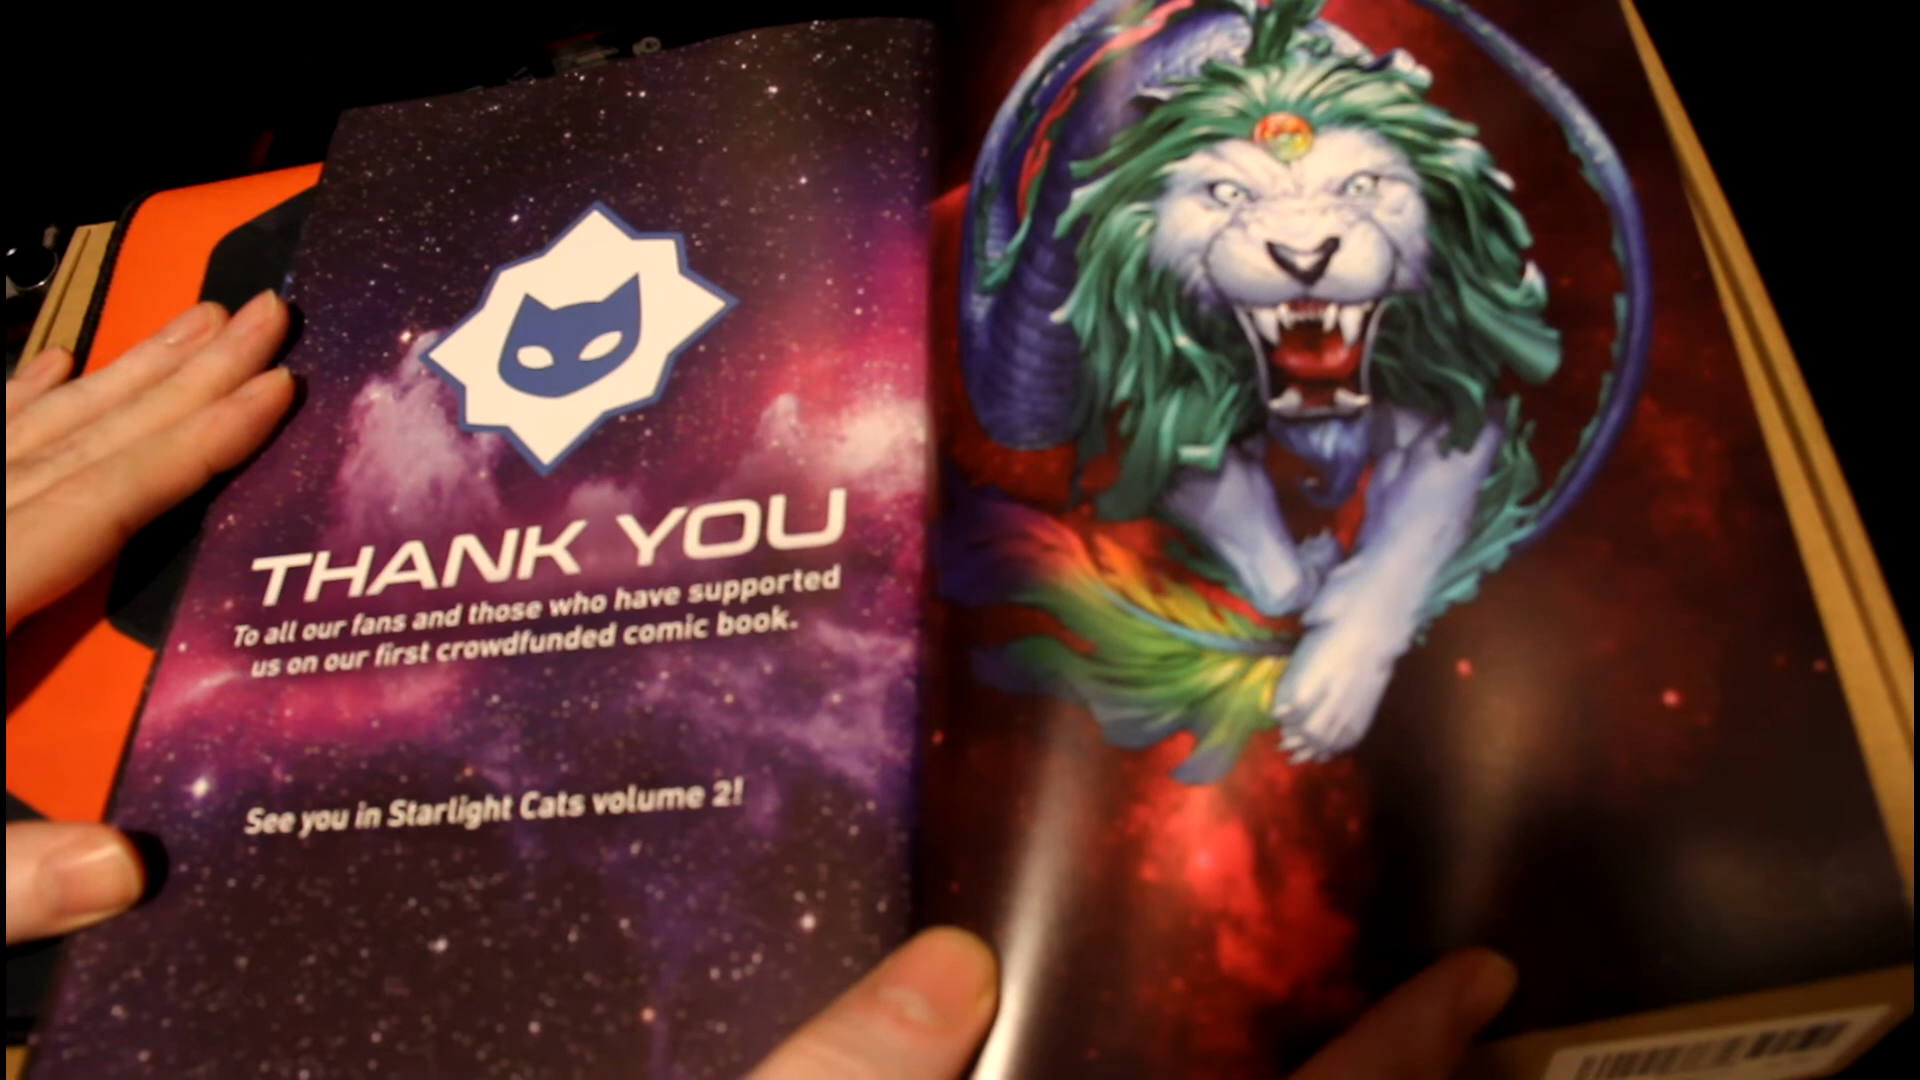 THANK YOU
To all our fans and those who have supported
us on our first crowdfunded comic book.
See you in Starlight Cats volume 2!